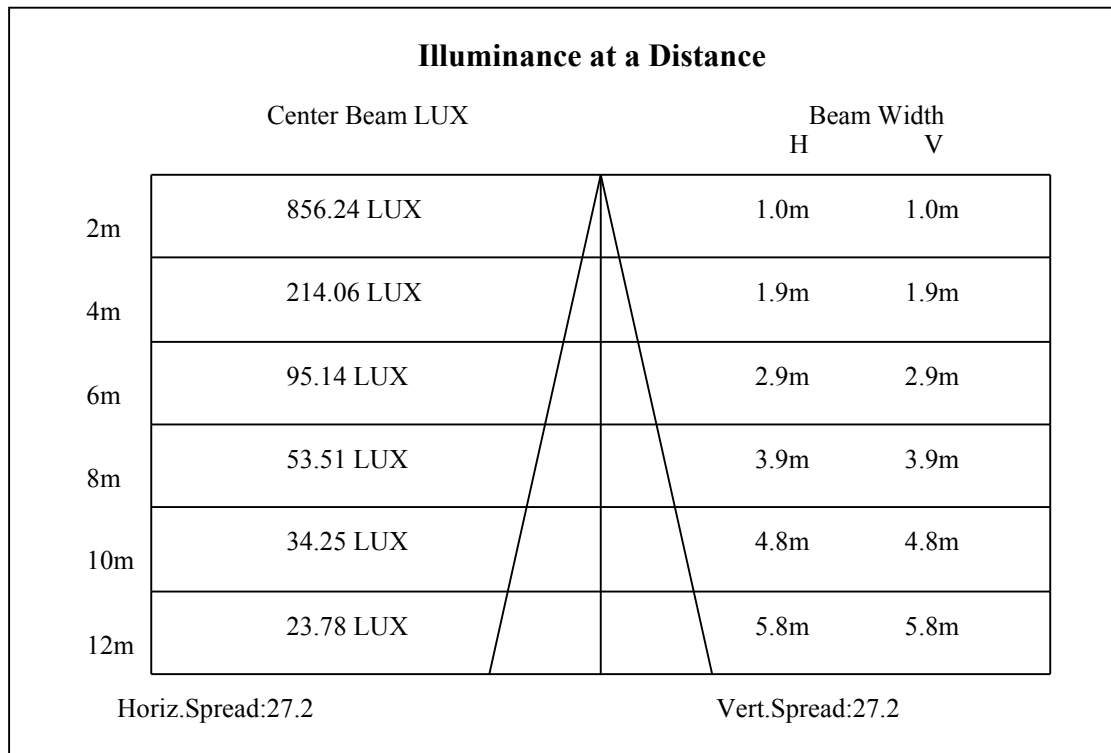 Illuminance at a Distance
Center Beam LUX Beam Width
H V
856.24 LUX 1.0m 1.0m
2m
214.06 LUX 1.9m 1.9m
4m
95.14 LUX 2.9m 2.9m
6m
53.51 LUX 3.9m 3.9m
8m
34.25 LUX 4.8m 4.8m
10m
23.78 LUX 5.8m 5.8m
12m
Horiz.Spread:27.2 Vert.Spread:27.2